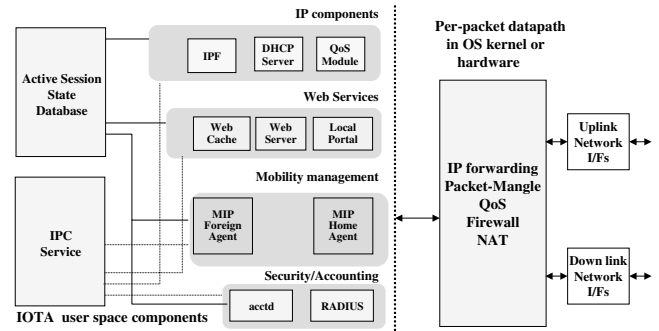 IP components
IPF
DHCP
Server
QoS
Module
Active Session
State
Database
Web Services
Web
Cache
Web
Server
Local
Portal
Mobility management
MIP
Foreign
Agent
MIP
Home
Agent
IPC
Service
Security/Accounting
acctd
RADIUS
IOTA user space components
Per-packet datapath
in OS kernel or
hardware
IP forwarding
Packet-Mangle
QoS
Firewall
NAT
Uplink
Network
I/Fs
Down link
Network
I/Fs